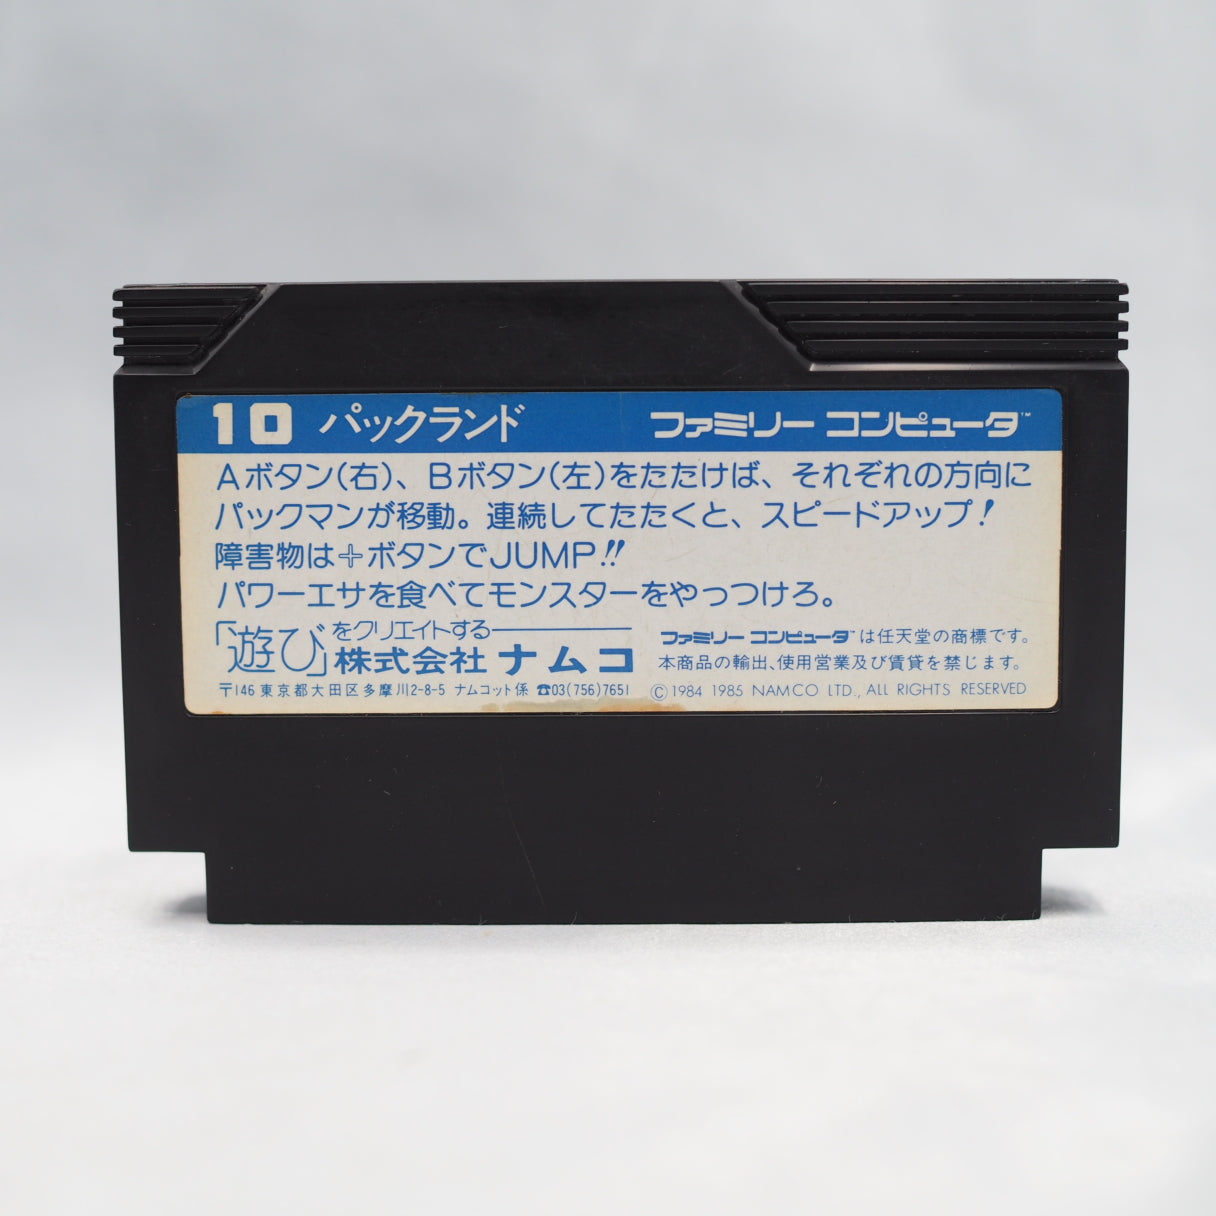 10 パックランド ファミリー コンピュータ™
Aボタン(右)、Bボタン(左)をたたけば、それぞれの方向に
パックマンが移動。連続してたたくと、スピードアップ!
障害物は+ボタンでJUMP!!
パワーエサを食べてモンスターをやっつけろ。
「遊び」をクリエイトする
株式会社 ナムコ
〒146 東京都大田区多摩川2-8-5 ナムコット係 ☎03(756)7651
ファミリー コンピュータ™は任天堂の商標です。
本商品の輸出、使用営業及び賃貸を禁じます。
©1984 1985 NAMCO LTD., ALL RIGHTS RESERVED